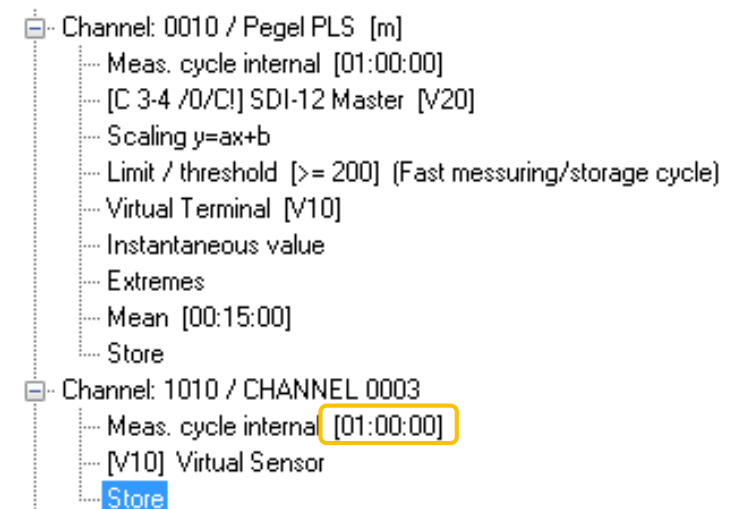 Channel: 0010 / Pegel PLS [m]
Meas. cycle internal [01:00:00]
[C 3-4 /0/C!] SDI-12 Master [V20]
Scaling y=ax+b
Limit / threshold [>= 200] (Fast messuring/storage cycle)
Virtual Terminal [V10]
Instantaneous value
Extremes
Mean [00:15:00]
Store
Channel: 1010 / CHANNEL 0003
Meas. cycle internal [01:00:00]
[V10] Virtual Sensor
Store